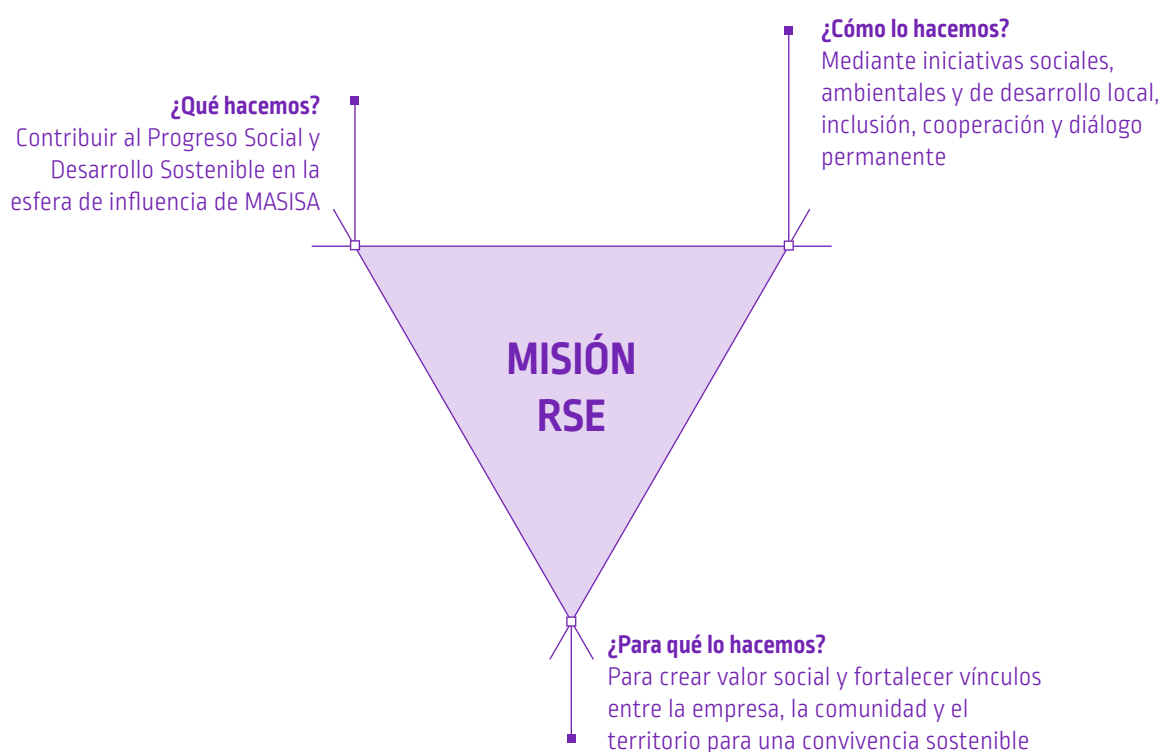 ¿Qué hacemos?
Contribuir al Progreso Social y
Desarrollo Sostenible en la
esfera de influencia de MASISA
¿Cómo lo hacemos?
Mediante iniciativas sociales,
ambientales y de desarrollo local,
inclusión, cooperación y diálogo
permanente
MISIÓN
RSE
¿Para qué lo hacemos?
Para crear valor social y fortalecer vínculos
entre la empresa, la comunidad y el
territorio para una convivencia sostenible